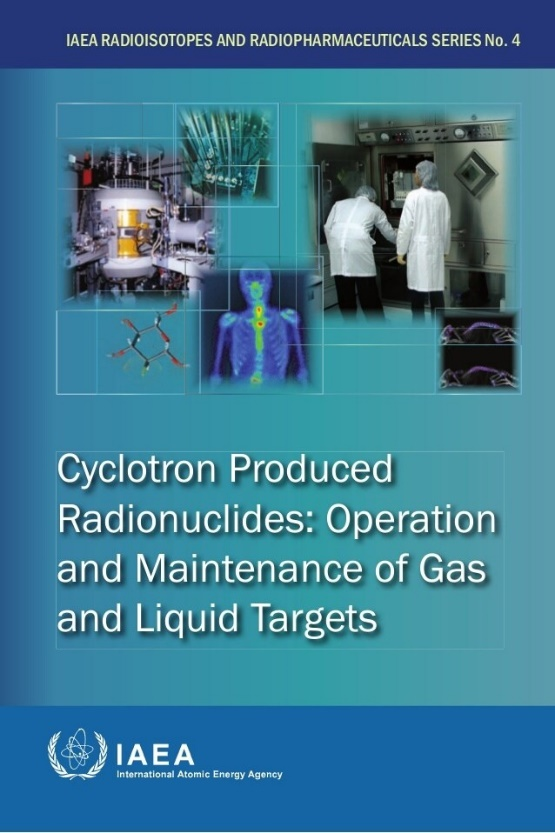 IAEA RADIOISOTOPES AND RADIOPHARMACEUTICALS SERIES No. 4
Cyclotron Produced
Radionuclides: Operation
and Maintenance of Gas
and Liquid Targets
IAEA
International Atomic Energy Agency